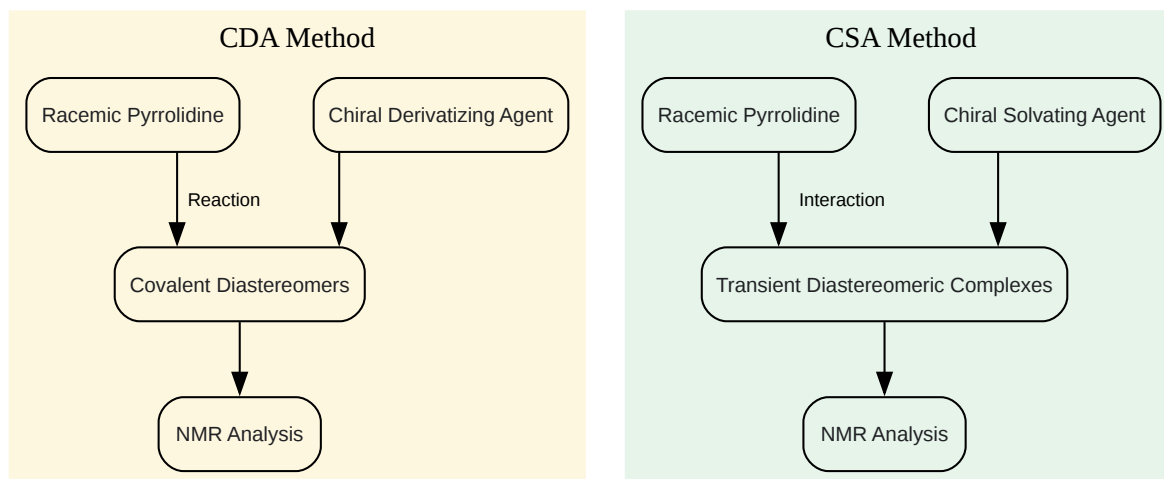 CDA Method
Racemic Pyrrolidine
Chiral Derivatizing Agent
Reaction
Covalent Diastereomers
NMR Analysis
CSA Method
Racemic Pyrrolidine
Chiral Solvating Agent
Interaction
Transient Diastereomeric Complexes
NMR Analysis